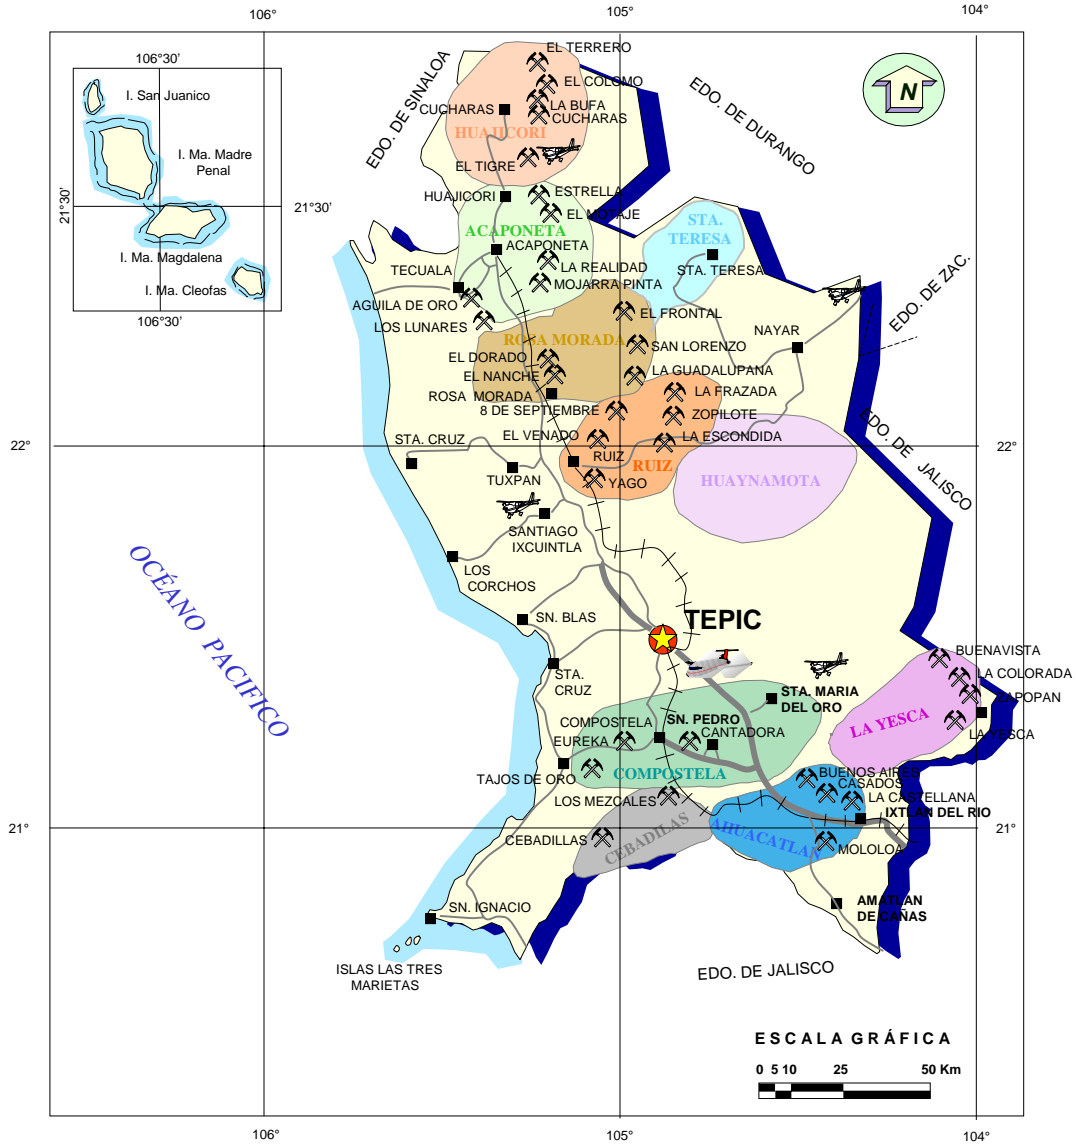 106°
105°
104°
106°30'
I. San Juanico
I. Ma. Madre
Penal
21°30'
21°30'
I. Ma. Magdalena
I. Ma. Cleofas
106°30'
EDO. DE SINALOA
EDO. DE DURANGO
N
EL TERRERO
EL COLOMO
LA BUFA
CUCHARAS
CUCHARAS
HUAJICORI
EL TIGRE
HUAJICORI
ESTRELLA
EL MOTAJE
ACAPONETA
ACAPONETA
STA.
TERESA
STA. TERESA
TECUALA
LA REALIDAD
MOJARRA PINTA
AGUILA DE ORO
LOS LUNARES
EL FRONTAL
EDO. DE ZAC.
NAYAR
ROSA MORADA
SAN LORENZO
EL DORADO
EL NANCHE
LA GUADALUPANA
ROSA MORADA
LA FRAZADA
8 DE SEPTIEMBRE
ZOPILOTE
EDO. DE JALISCO
22°
22°
STA. CRUZ
EL VENADO
LA ESCONDIDA
RUIZ
RUIZ
TUXPAN
YAGO
HUAYNAMOTA
SANTIAGO
IXCUINTLA
LOS
CORCHOS
OCÉANO PACIFICO
SN. BLAS
TEPIC
BUENAVISTA
LA COLORADA
STA.
CRUZ
ZAPOPAN
STA. MARIA
DEL ORO
LA YESCA
LA YESCA
COMPOSTELA
SN. PEDRO
CANTADORA
EUREKA
TAJOS DE ORO
COMPOSTELA
BUENOS AIRES
CASADOS
LOS MEZCALES
LA CASTELLANA
IXTLAN DEL RIO
21°
21°
CEBADILLAS
CEBADILAS
AHUACATLAN
MOLOLOA
SN. IGNACIO
AMATLAN
DE CAÑAS
ISLAS LAS TRES
MARIETAS
EDO. DE JALISCO
ESCALA GRÁFICA
0 5 10 25 50 Km
106°
105°
104°